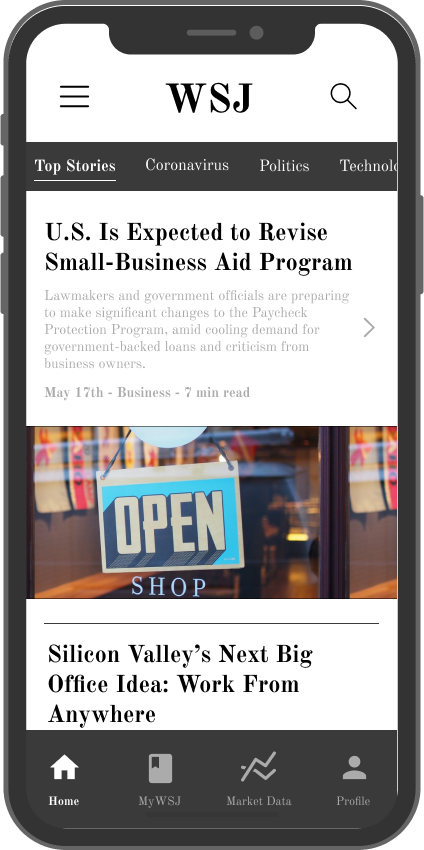 WSJ
Top Stories Coronavirus Politics Technolo
U.S. Is Expected to Revise
Small-Business Aid Program
Lawmakers and government officials are preparing
to make significant changes to the Paycheck
Protection Program, amid cooling demand for
government-backed loans and criticism from
business owners.
May 17th - Business - 7 min read
OPEN
SHOP
Silicon Valley’s Next Big
Office Idea: Work From
Anywhere
Home MyWSJ Market Data Profile